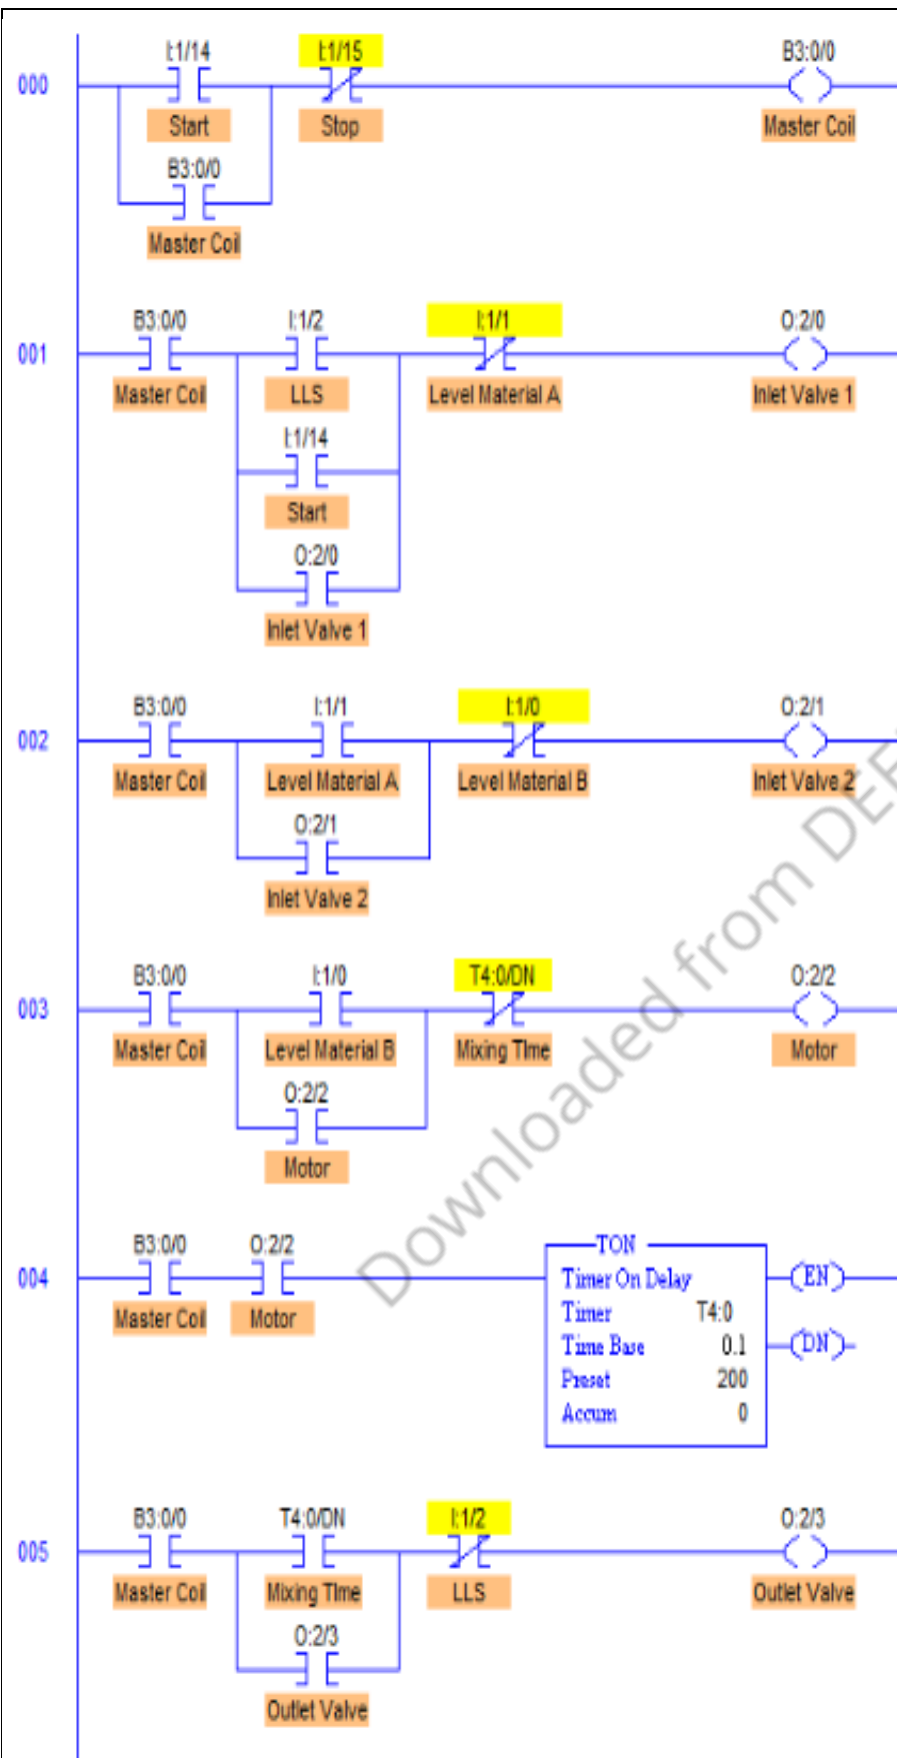 I:1/14 I:1/15 B3:0/0
000
Start Stop Master Coil
B3:0/0
Master Coil
B3:0/0 I:1/2 I:1/1 O:2/0
001
Master Coil LLS Level Material A Inlet Valve 1
I:1/14
Start
O:2/0
Inlet Valve 1
B3:0/0 I:1/1 I:1/0 O:2/1
002
Master Coil Level Material A Level Material B Inlet Valve 2
O:2/1
Inlet Valve 2
B3:0/0 I:1/0 T4:0/DN O:2/2
003
Master Coil Level Material B Mixing TIme Motor
O:2/2
Motor
B3:0/0 O:2/2 TON
004
Timer On Delay EN
Master Coil Motor Timer T4:0
Time Base 0.1 DN
Preset 200
Accum 0
B3:0/0 T4:0/DN I:1/2 O:2/3
005
Master Coil Mixing TIme LLS Outlet Valve
O:2/3
Outlet Valve
Downloaded from